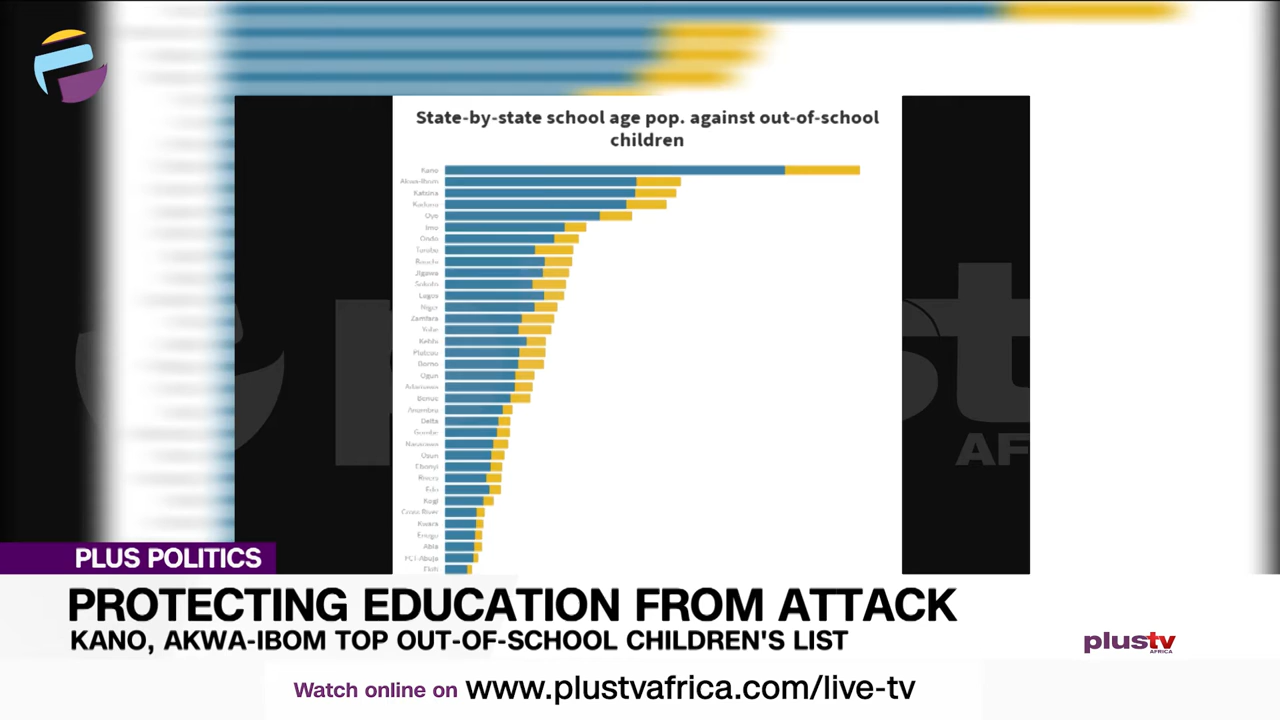 State-by-state school age pop. against out-of-school
children
Kano
Akwa-Ibom
Katsina
Kaduna
Oyo
Imo
Ondo
Taraba
Bauchi
Jigawa
Sokoto
Lagos
Niger
Zamfara
Yobe
Kebbi
Plateau
Borno
Ogun
Adamawa
Benue
Anambra
Delta
Gombe
Nasarawa
Osun
Ebonyi
Rivers
Edo
Kogi
Cross River
Kwara
Enugu
Abia
FCT-Abuja
Ekiti
plust
AF
PLUS POLITICS
PROTECTING EDUCATION FROM ATTACK
KANO, AKWA-IBOM TOP OUT-OF-SCHOOL CHILDREN'S LIST
plustv
AFRICA
Watch online on www.plustvafrica.com/live-tv